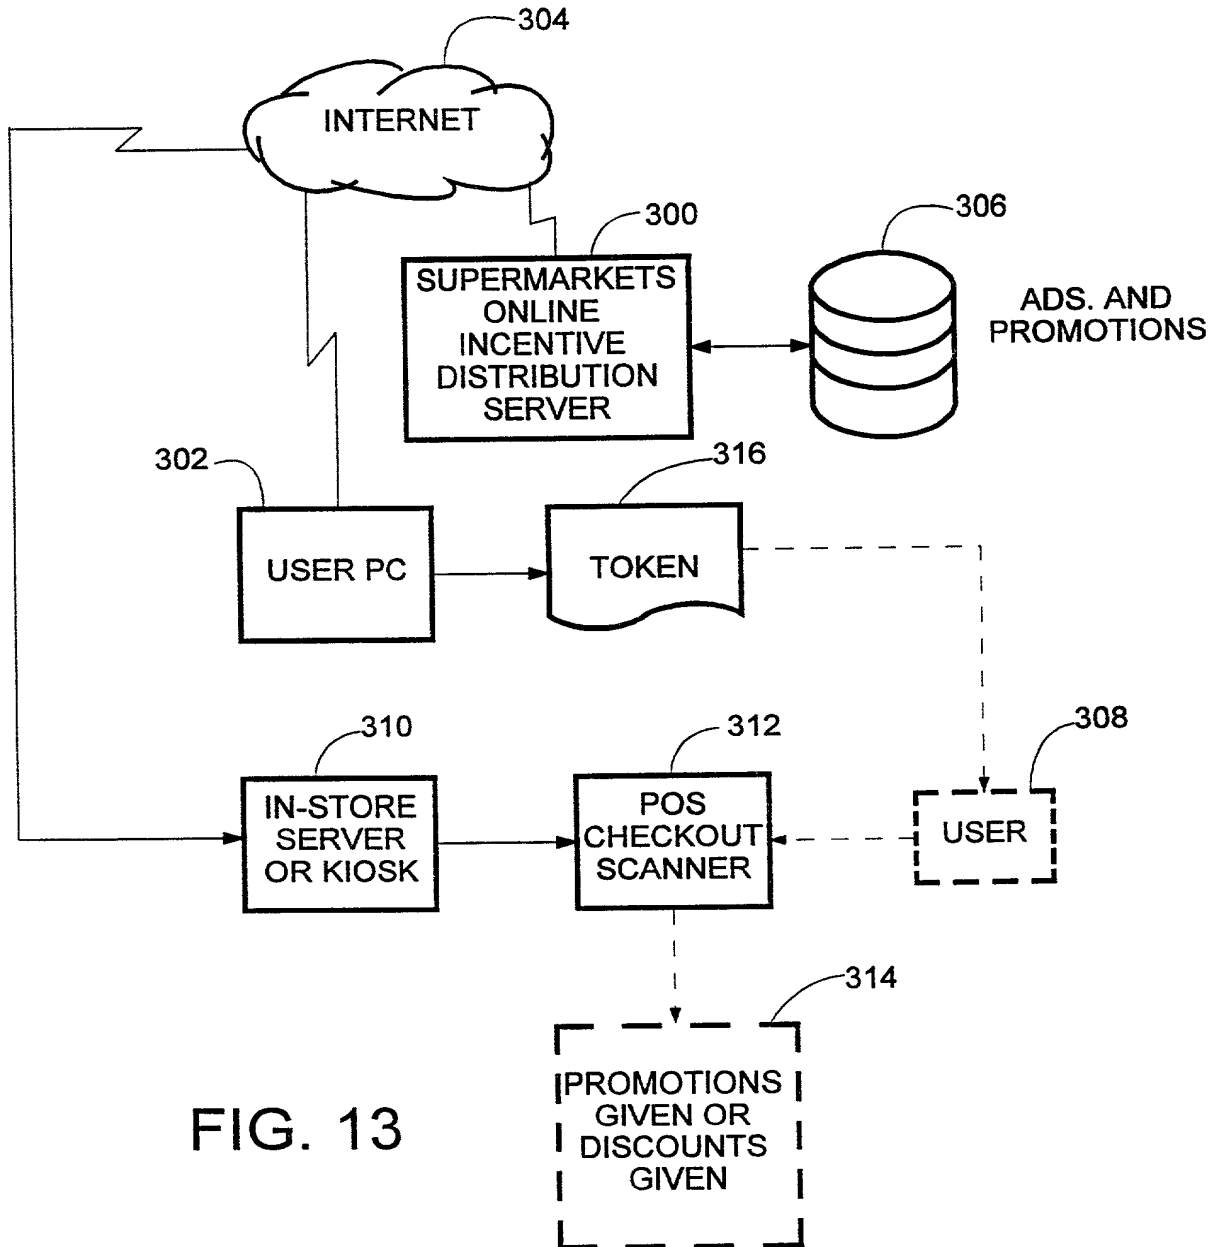 304
INTERNET
300
306
SUPERMARKETS
ONLINE
INCENTIVE
DISTRIBUTION
SERVER
ADS. AND
PROMOTIONS
302
316
USER PC
TOKEN
310
312
308
IN-STORE
SERVER
OR KIOSK
POS
CHECKOUT
SCANNER
USER
314
PROMOTIONS
GIVEN OR
DISCOUNTS
GIVEN
FIG. 13